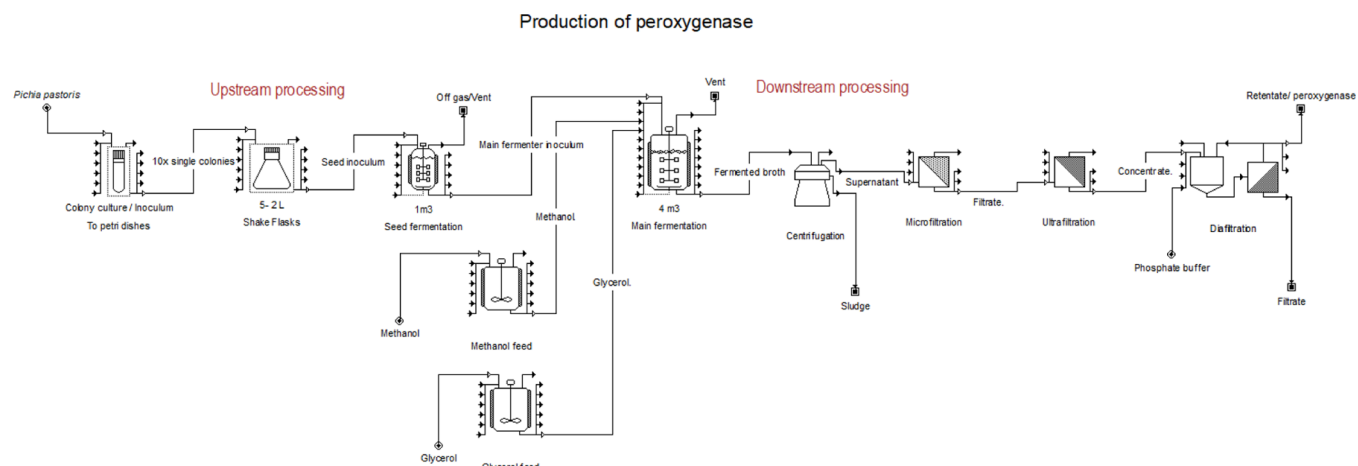 Production of peroxygenase
Upstream processing
Downstream processing
Pichia pastoris
Off gas/Vent
Vent
Retentate/ peroxygenase
10x single colonies
Seed inoculum
Main fermenter inoculum
Fermented broth
Supernatant
Filtrate.
Concentrate.
Colony culture / Inoculum
To petri dishes
5- 2 L
Shake Flasks
1m3
Seed fermentation
Methanol.
4 m3
Main fermentation
Centrifugation
Microfiltration
Ultrafiltration
Diafiltration
Phosphate buffer
Glycerol.
Sludge
Filtrate
Methanol
Methanol feed
Glycerol
Glycerol feed